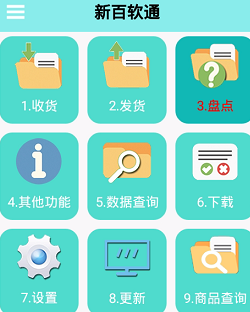 新百软通
1.收货
2.发货
3.盘点
4.其他功能
5.数据查询
6.下载
7.设置
8.更新
9.商品查询